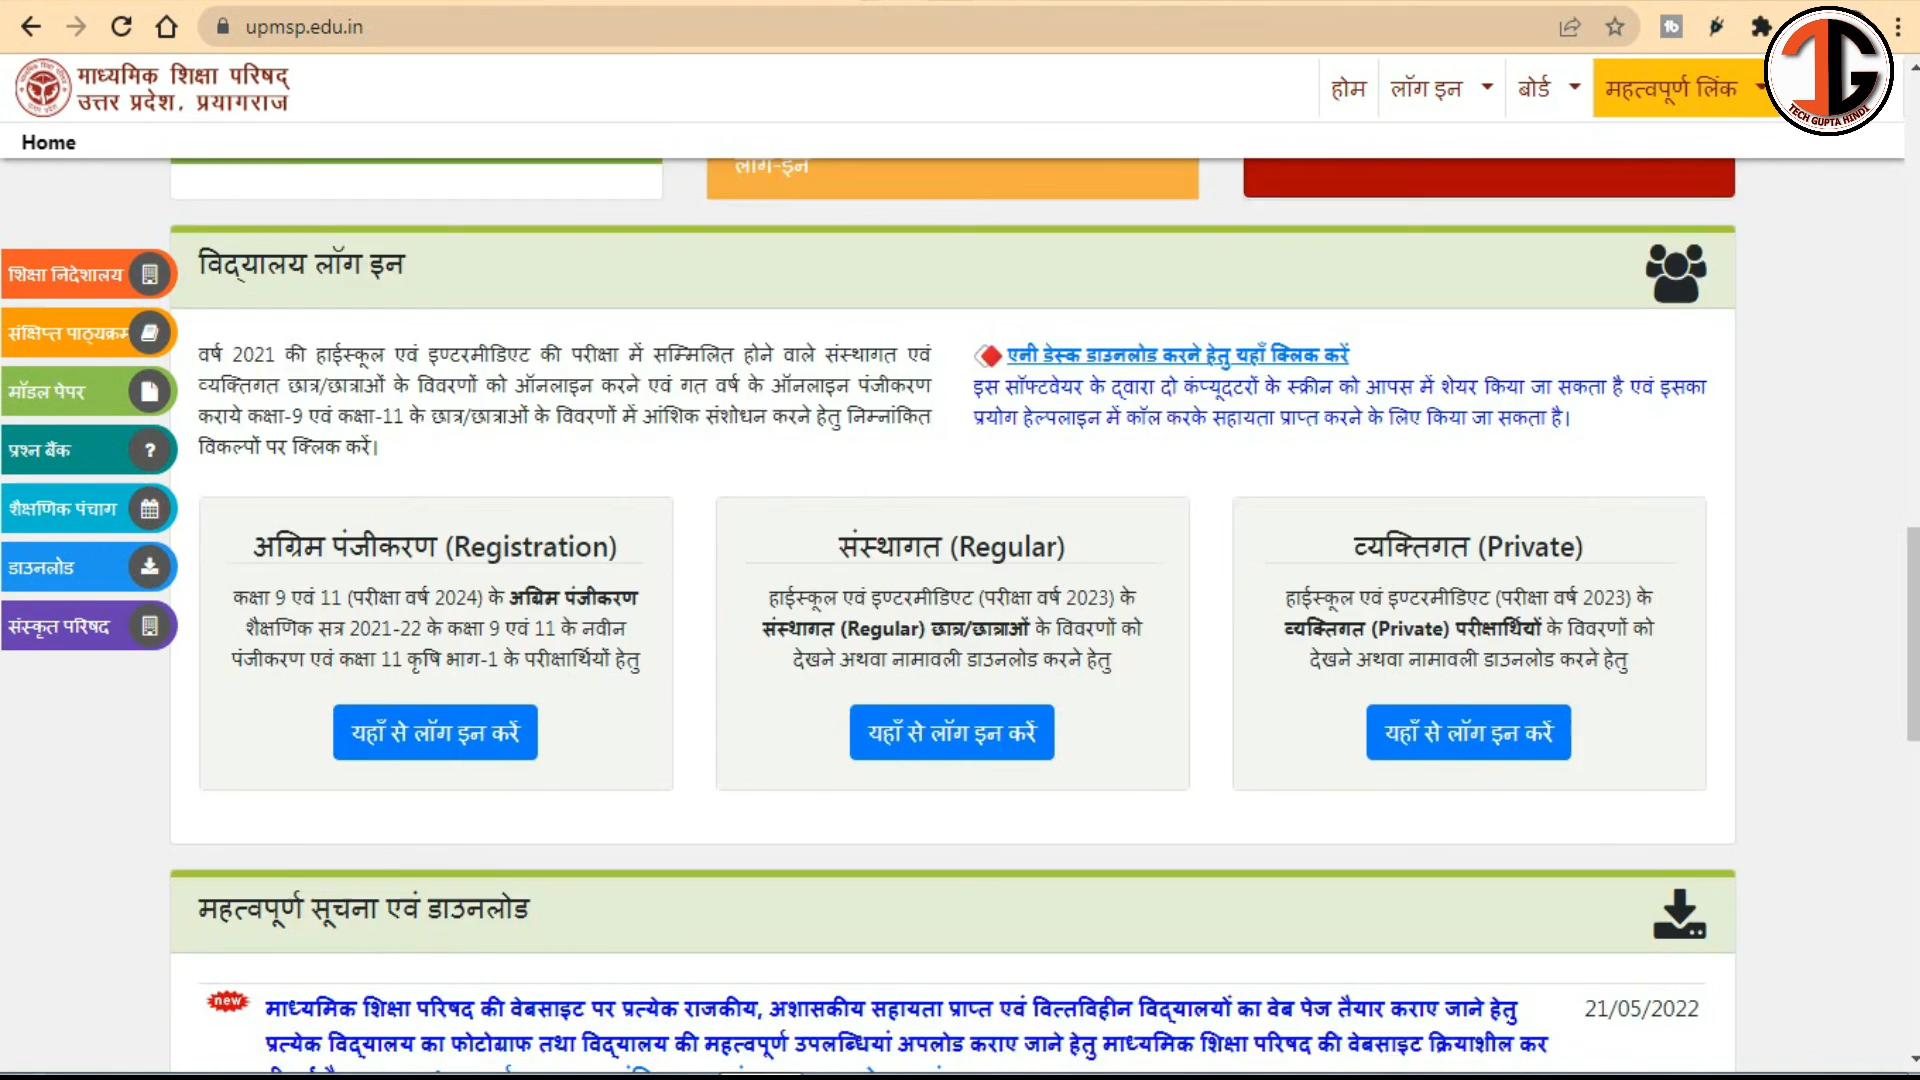 upmsp.edu.in
माध्यमिक शिक्षा परिषद्
उत्तर प्रदेश, प्रयागराज
होम
लॉग इन
बोर्ड
महत्वपूर्ण लिंक
TECH GUPTA HINDI
Home
लॉग-इन
विद्यालय लॉग इन
शिक्षा निदेशालय
संक्षिप्त पाठ्यक्रम
मॉडल पेपर
प्रश्न बैंक
शैक्षणिक पंचाग
डाउनलोड
संस्कृत परिषद
वर्ष 2021 की हाईस्कूल एवं इण्टरमीडिएट की परीक्षा में सम्मिलित होने वाले संस्थागत एवं
व्यक्तिगत छात्र/छात्राओं के विवरणों को ऑनलाइन करने एवं गत वर्ष के ऑनलाइन पंजीकरण
कराये कक्षा-9 एवं कक्षा-11 के छात्र/छात्राओं के विवरणों में आंशिक संशोधन करने हेतु निम्नांकित
विकल्पों पर क्लिक करें।
एनी डेस्क डाउनलोड करने हेतु यहाँ क्लिक करें
इस सॉफ्टवेयर के द्वारा दो कंप्यूटरों के स्क्रीन को आपस में शेयर किया जा सकता है एवं इसका
प्रयोग हेल्पलाइन में कॉल करके सहायता प्राप्त करने के लिए किया जा सकता है।
अग्रिम पंजीकरण (Registration)
कक्षा 9 एवं 11 (परीक्षा वर्ष 2024) के अग्रिम पंजीकरण
शैक्षणिक सत्र 2021-22 के कक्षा 9 एवं 11 के नवीन
पंजीकरण एवं कक्षा 11 कृषि भाग-1 के परीक्षार्थियों हेतु
यहाँ से लॉग इन करें
संस्थागत (Regular)
हाईस्कूल एवं इण्टरमीडिएट (परीक्षा वर्ष 2023) के
संस्थागत (Regular) छात्र/छात्राओं के विवरणों को
देखने अथवा नामावली डाउनलोड करने हेतु
यहाँ से लॉग इन करें
व्यक्तिगत (Private)
हाईस्कूल एवं इण्टरमीडिएट (परीक्षा वर्ष 2023) के
व्यक्तिगत (Private) परीक्षार्थियों के विवरणों को
देखने अथवा नामावली डाउनलोड करने हेतु
यहाँ से लॉग इन करें
महत्वपूर्ण सूचना एवं डाउनलोड
new
माध्यमिक शिक्षा परिषद की वेबसाइट पर प्रत्येक राजकीय, अशासकीय सहायता प्राप्त एवं वित्तविहीन विद्यालयों का वेब पेज तैयार कराए जाने हेतु
21/05/2022
प्रत्येक विद्यालय का फोटोग्राफ तथा विद्यालय की महत्वपूर्ण उपलब्धियां अपलोड कराए जाने हेतु माध्यमिक शिक्षा परिषद की वेबसाइट क्रियाशील कर